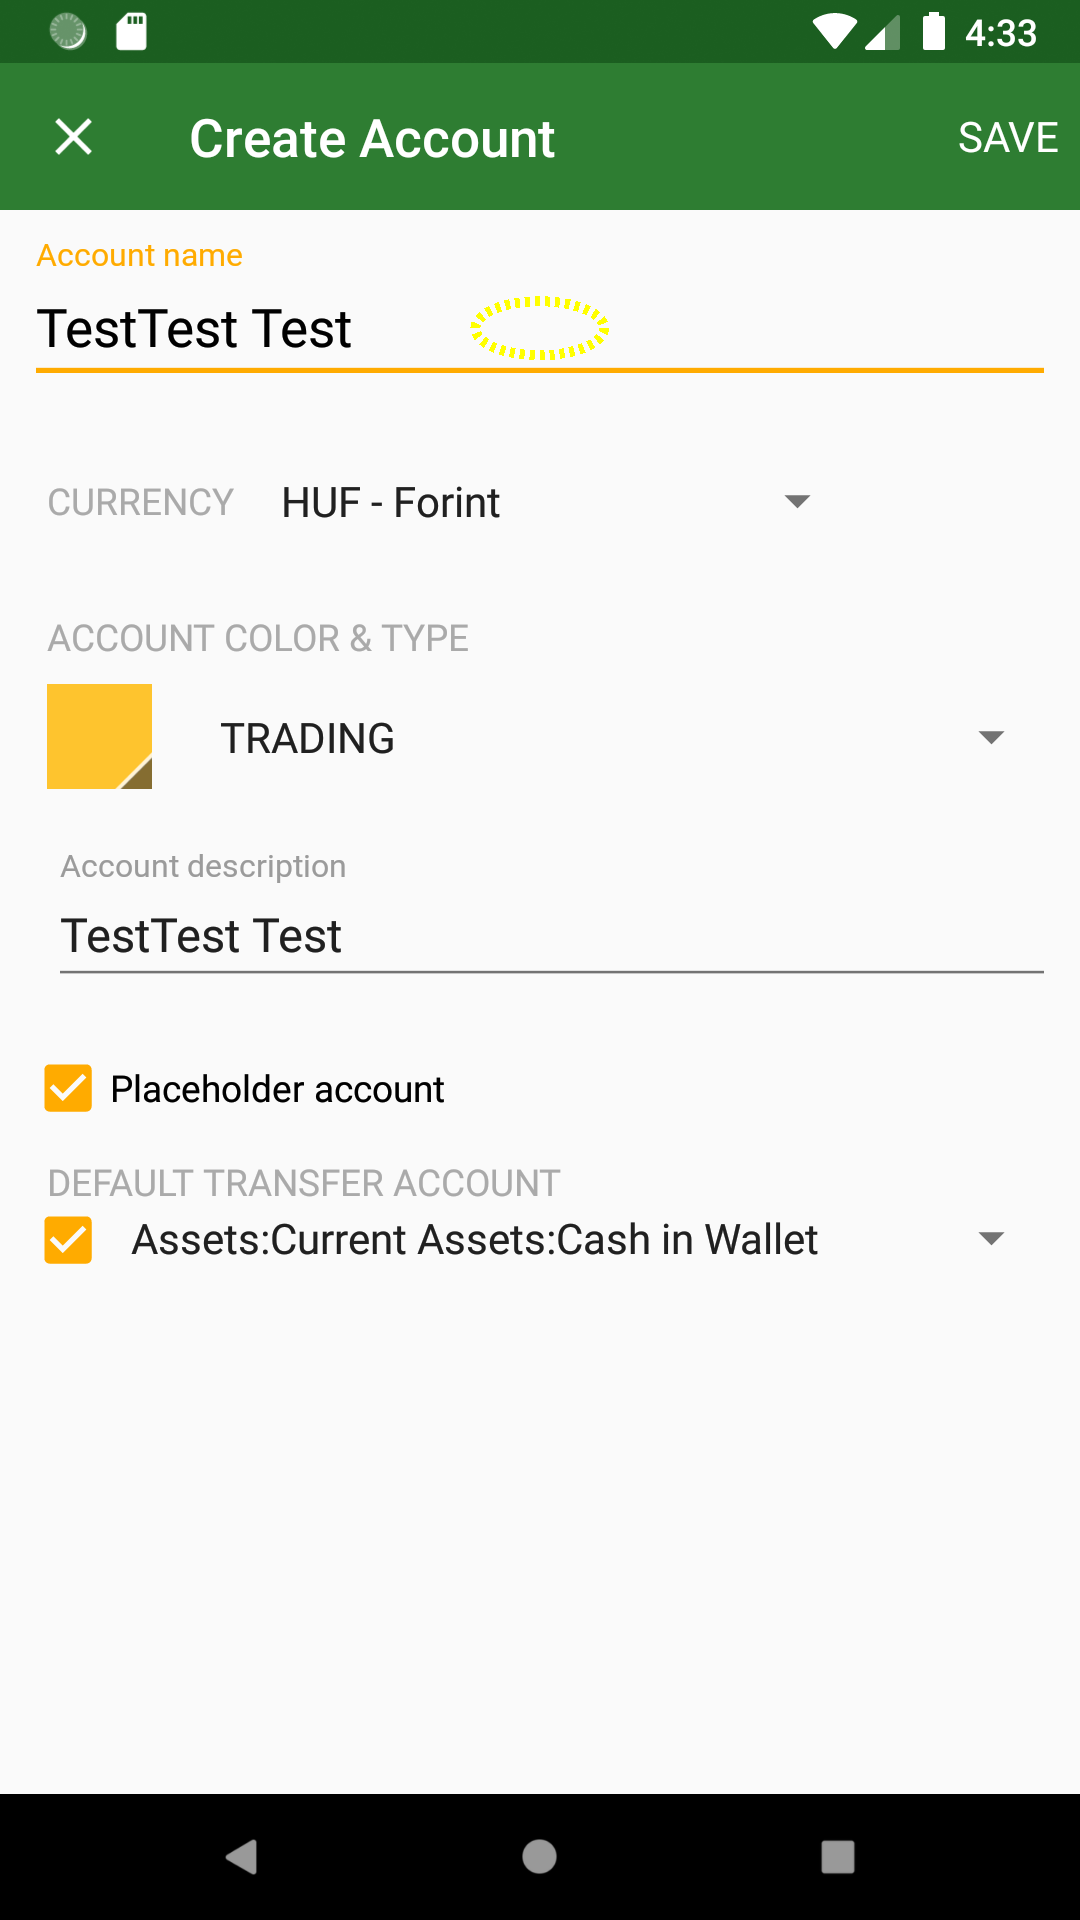 4:33
Create Account
SAVE
Account name
TestTest Test
CURRENCY HUF - Forint
ACCOUNT COLOR & TYPE
TRADING
Account description
TestTest Test
Placeholder account
DEFAULT TRANSFER ACCOUNT
Assets:Current Assets:Cash in Wallet